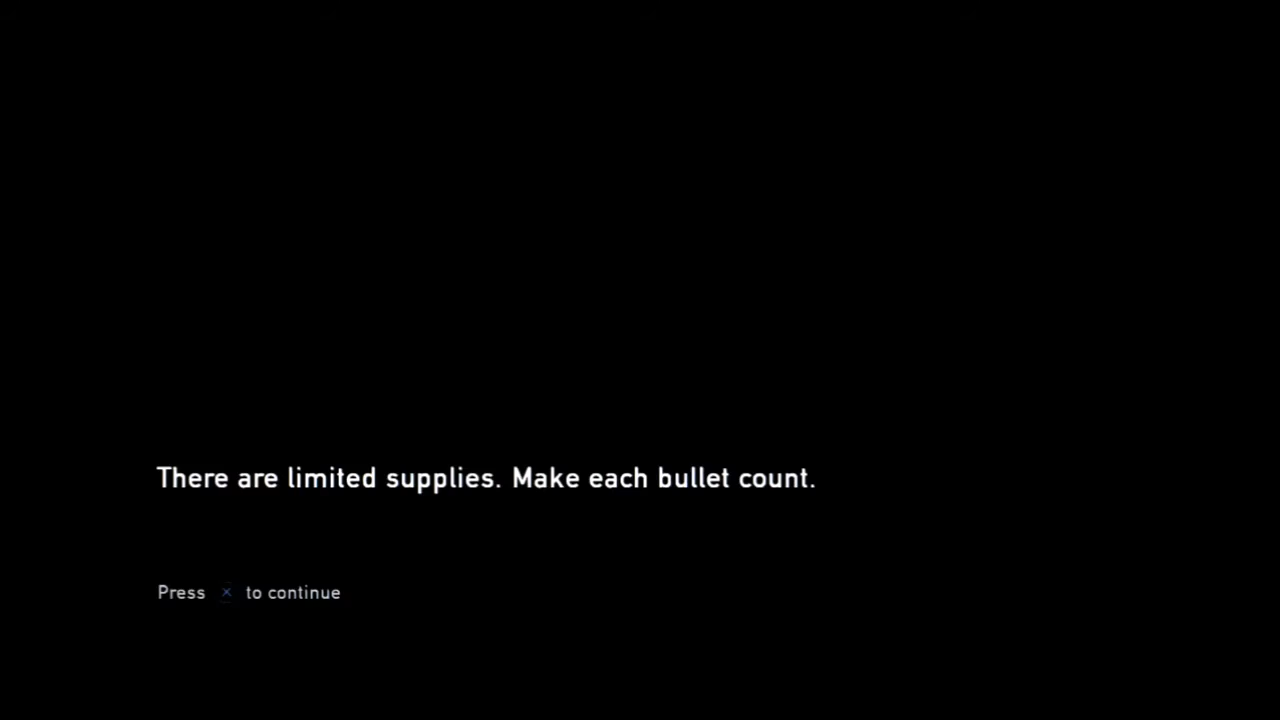 There are limited supplies. Make each bullet count.
Press × to continue